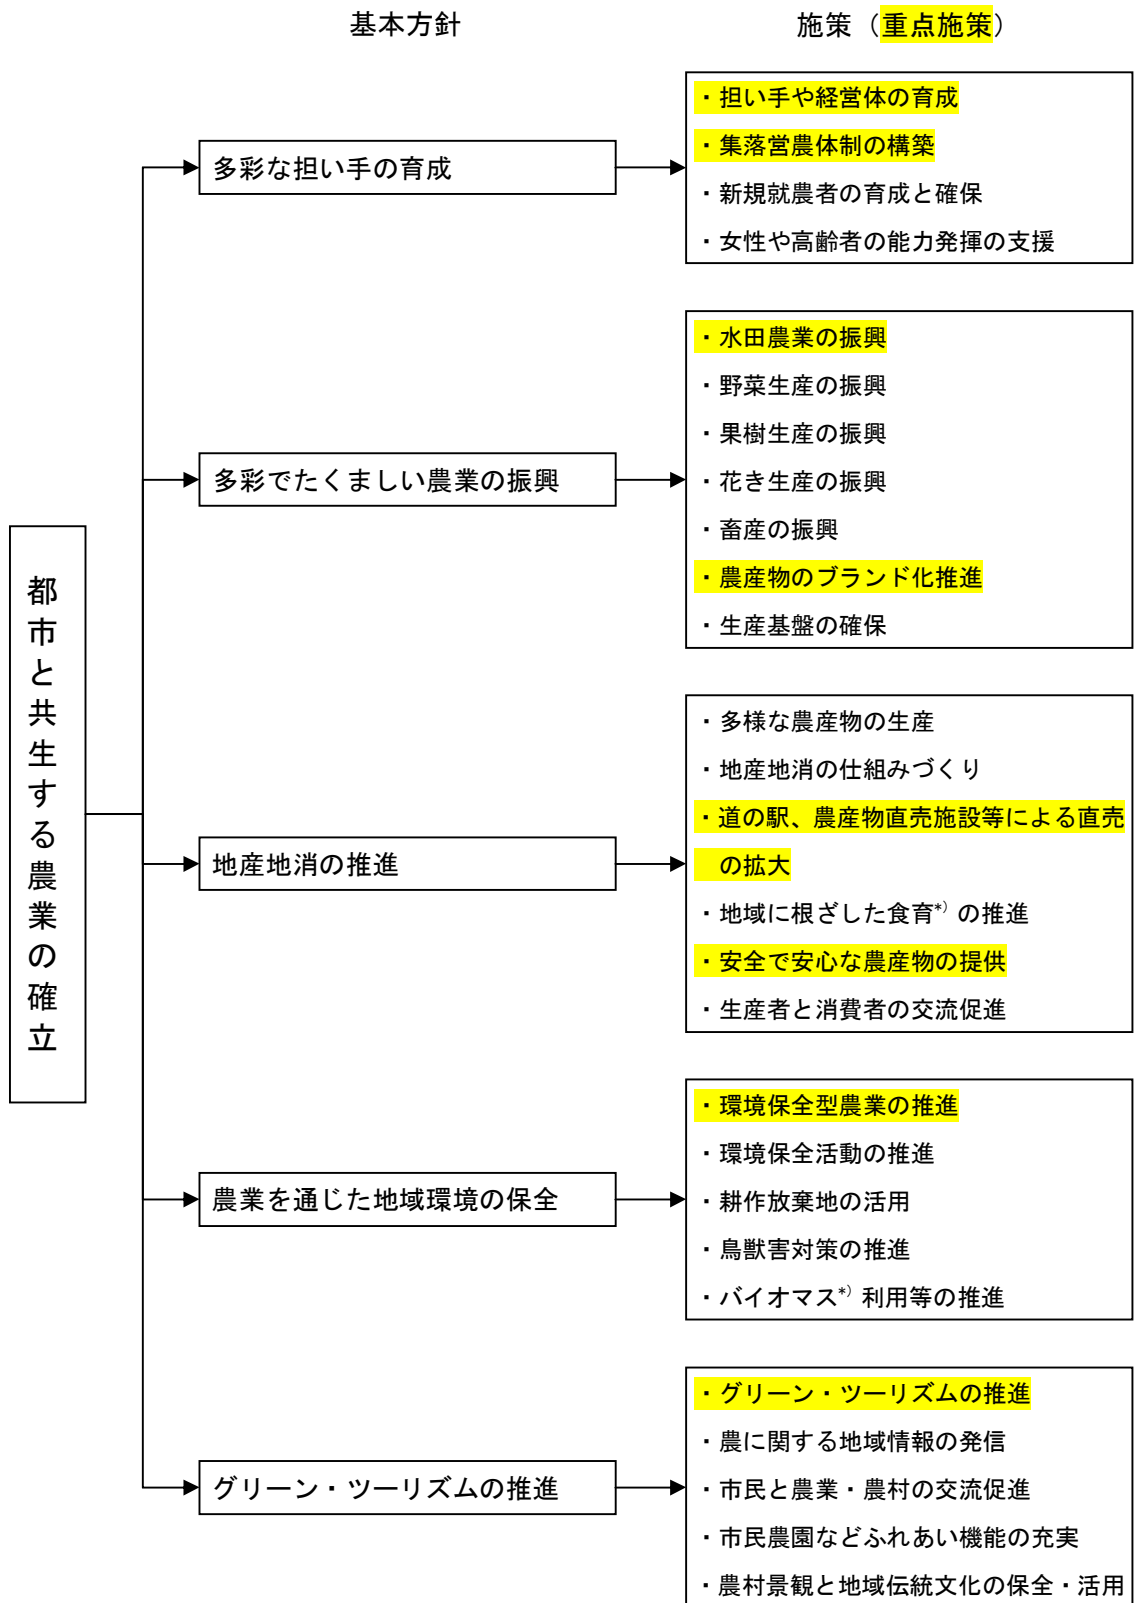 基本方針
施策（重点施策）
都市と共生する農業の確立
多彩な担い手の育成
・担い手や経営体の育成
・集落営農体制の構築
・新規就農者の育成と確保
・女性や高齢者の能力発揮の支援
多彩でたくましい農業の振興
・水田農業の振興
・野菜生産の振興
・果樹生産の振興
・花き生産の振興
・畜産の振興
・農産物のブランド化推進
・生産基盤の確保
地産地消の推進
・多様な農産物の生産
・地産地消の仕組みづくり
・道の駅、農産物直売施設等による直売
の拡大
・地域に根ざした食育*）の推進
・安全で安心な農産物の提供
・生産者と消費者の交流促進
農業を通じた地域環境の保全
・環境保全型農業の推進
・環境保全活動の推進
・耕作放棄地の活用
・鳥獣害対策の推進
・バイオマス*）利用等の推進
グリーン・ツーリズムの推進
・グリーン・ツーリズムの推進
・農に関する地域情報の発信
・市民と農業・農村の交流促進
・市民農園などふれあい機能の充実
・農村景観と地域伝統文化の保全・活用